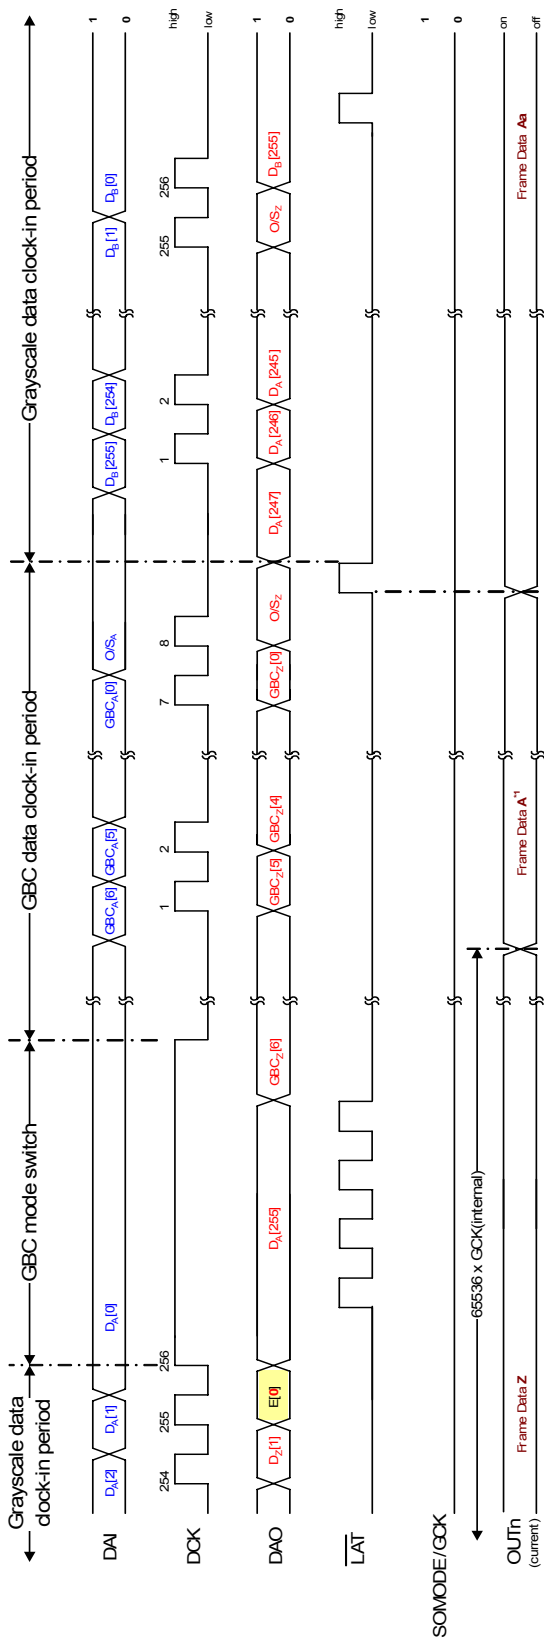 Grayscale data clock-in period
GBC mode switch
GBC data clock-in period
Grayscale data clock-in period
DAI
D_A[2]
D_A[1]
D_A[0]
GBC_A[6]
GBC_A[5]
GBC_A[0]
O/S_A
D_B[255]
D_B[254]
D_B[1]
D_B[0]
1
0
DCK
254
255
256
1
2
7
8
1
2
255
256
high
low
DAO
D_Z[1]
E[0]
D_A[255]
GBC_Z[6]
GBC_Z[5]
GBC_Z[4]
GBC_Z[0]
O/S_Z
D_A[247]
D_A[246]
D_A[245]
O/S_Z
D_B[255]
1
0
LAT
high
low
SOMODE/GCK
1
0
65536 x GCK(internal)
OUTn
(current)
Frame Data Z
Frame Data A*1
Frame Data Aa
on
off